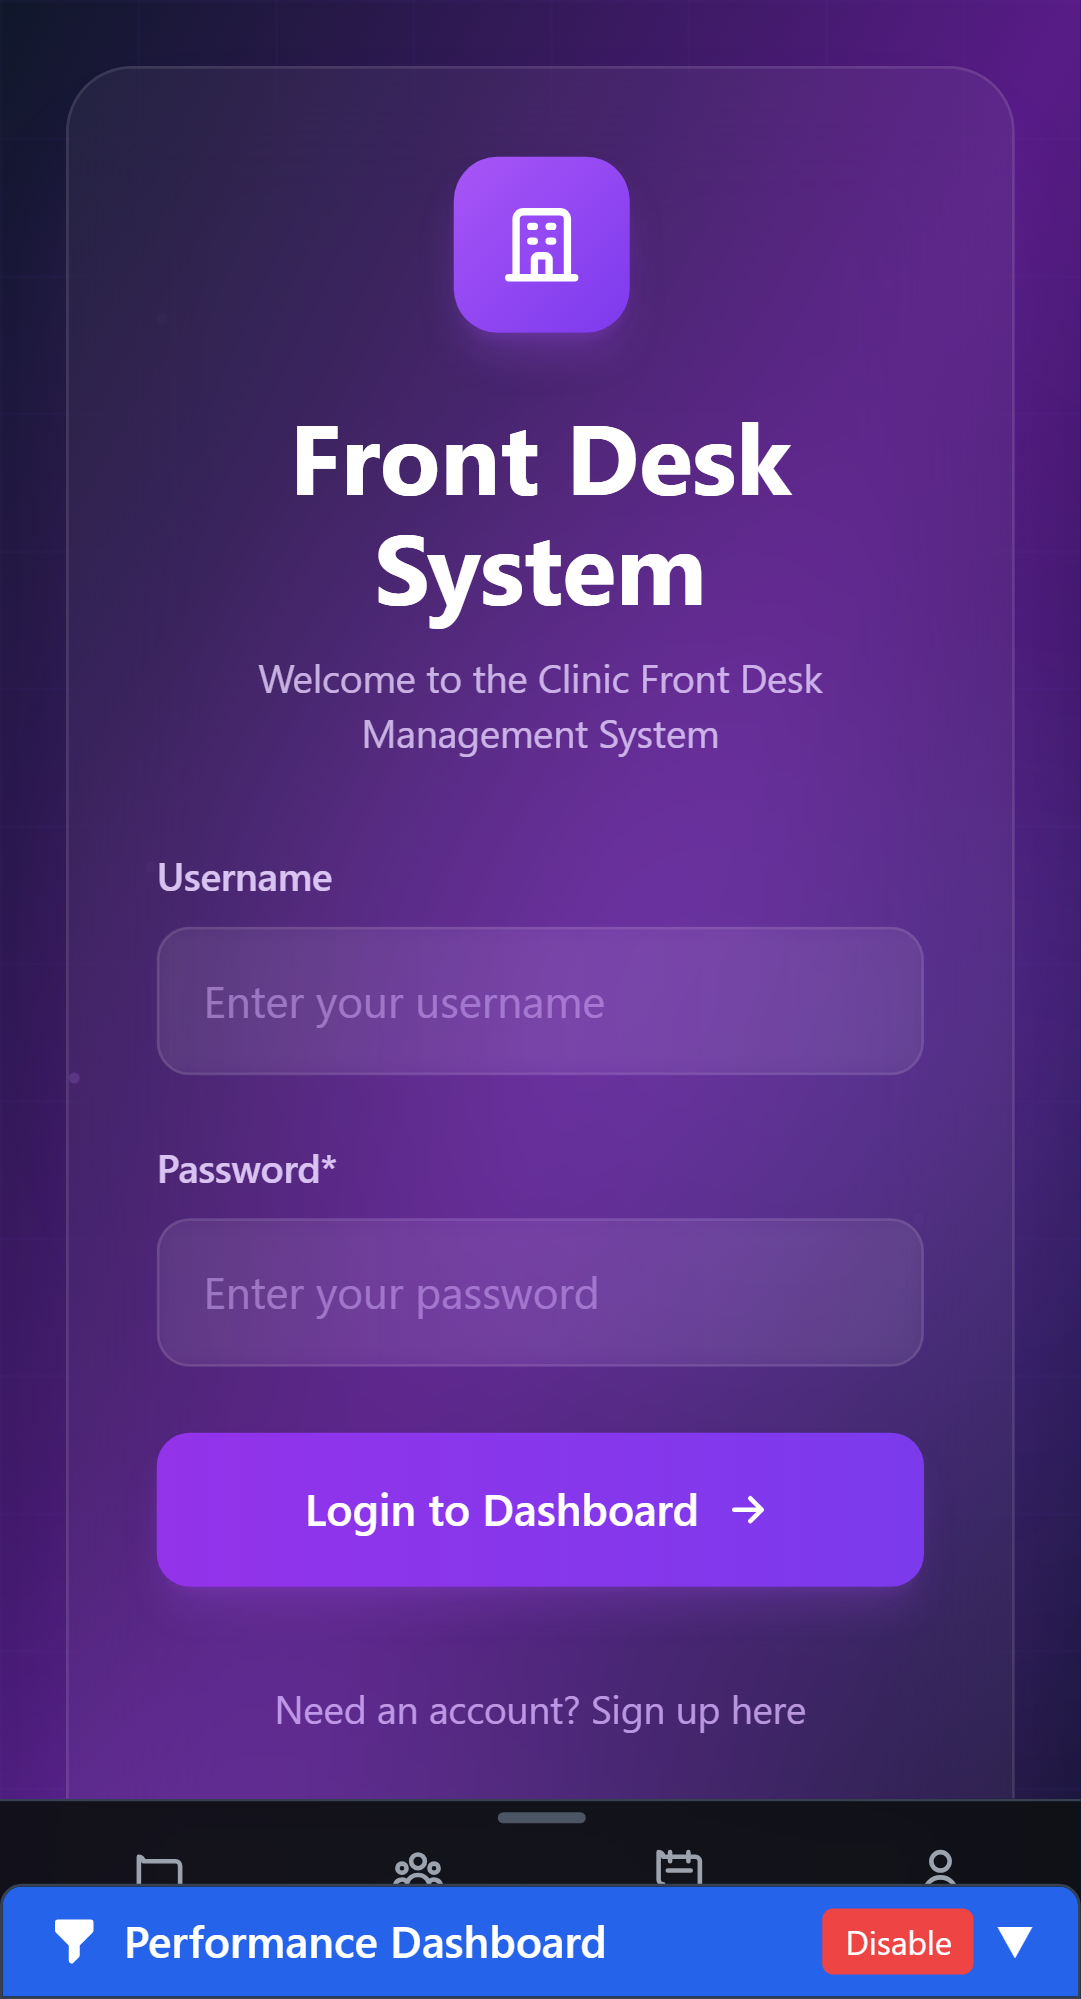 Front Desk
System
Welcome to the Clinic Front Desk
Management System
Username
Enter your username
Password*
Enter your password
Login to Dashboard
Need an account? Sign up here
Performance Dashboard
Disable